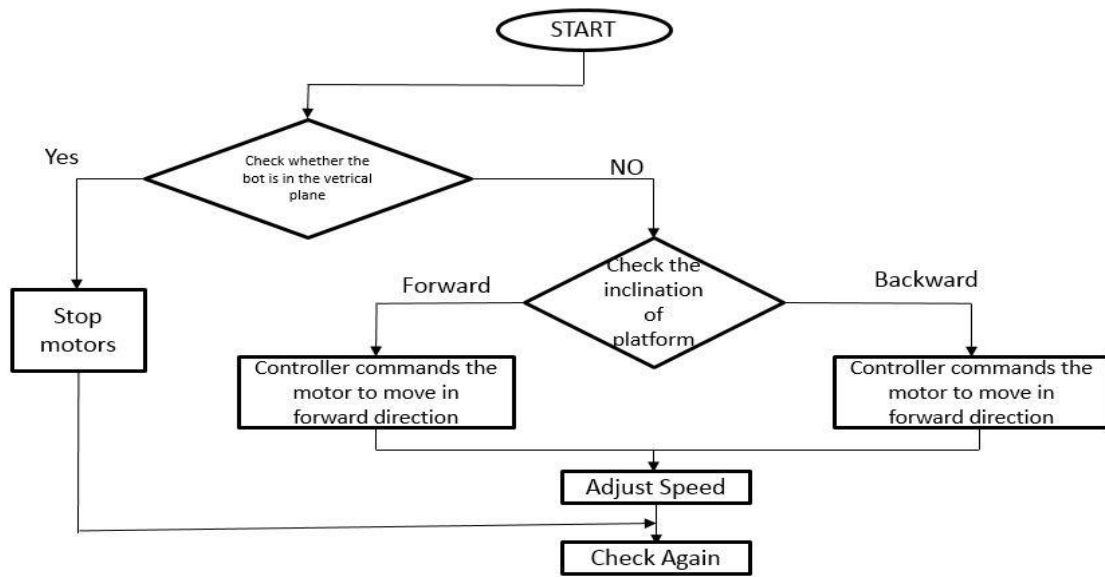 START
Yes
Check whether the
bot is in the vetrical
plane
NO
Forward
Check the
inclination
of
platform
Backward
Stop
motors
Controller commands the
motor to move in
forward direction
Controller commands the
motor to move in
forward direction
Adjust Speed
Check Again